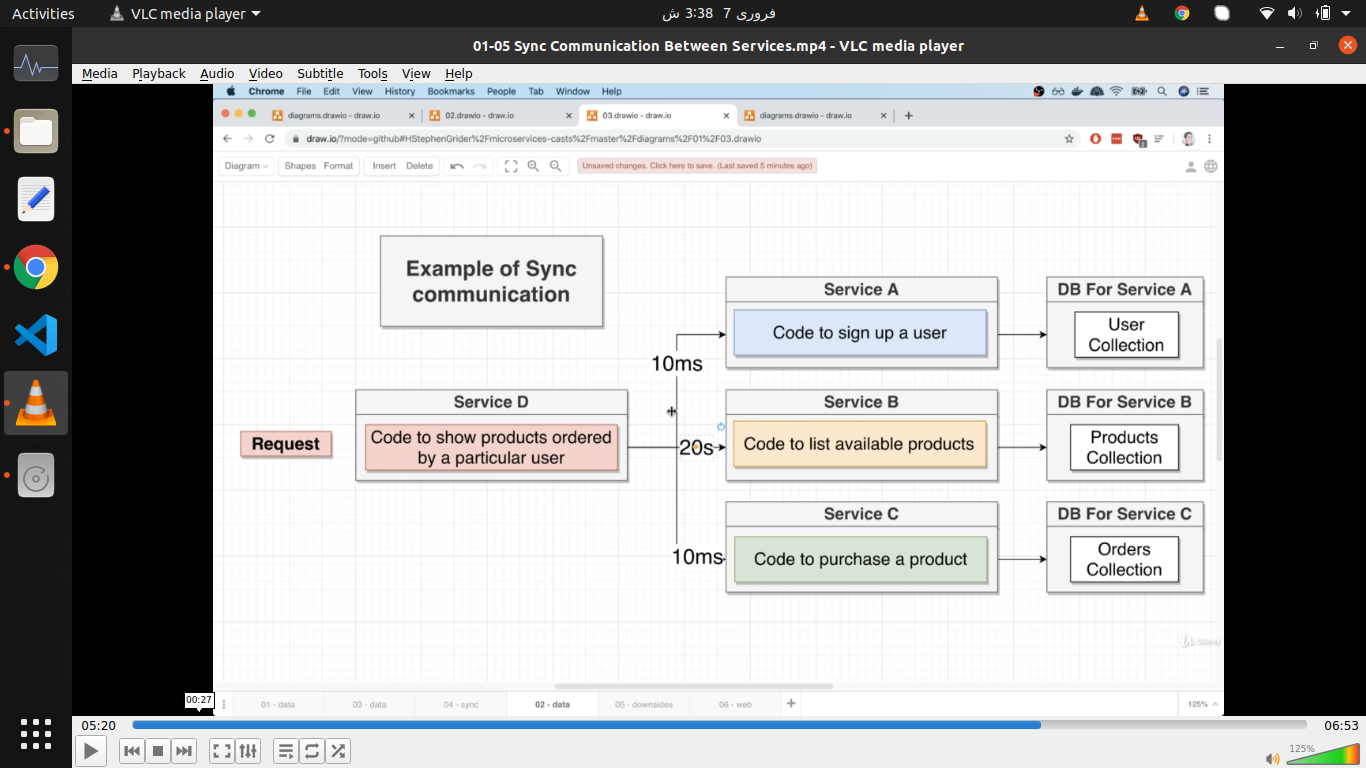 Activities
VLC media player
فروری 7  3:38 ش
01-05 Sync Communication Between Services.mp4 - VLC media player
Media Playback Audio Video Subtitle Tools View Help
Chrome File Edit View History Bookmarks People Tab Window Help
diagrams.drawio - draw.io
02.drawio - draw.io
03.drawio - draw.io
diagrams.drawio - draw.io
draw.io/?mode=github#HStephenGrider%2Fmicroservices-casts%2Fmaster%2Fdiagrams%2F01%2F03.drawio
Diagram Shapes Format Insert Delete
Unsaved changes. Click here to save. (Last saved 5 minutes ago)
Example of Sync
communication
Service A
Code to sign up a user
DB For Service A
User
Collection
10ms
Service D
Code to show products ordered
by a particular user
Request
20s
Service B
Code to list available products
DB For Service B
Products
Collection
10ms
Service C
Code to purchase a product
DB For Service C
Orders
Collection
Udemy
00:27
01 - data
03 - data
04 - sync
02 - data
05 - downsides
06 - web
125%
05:20
06:53
125%